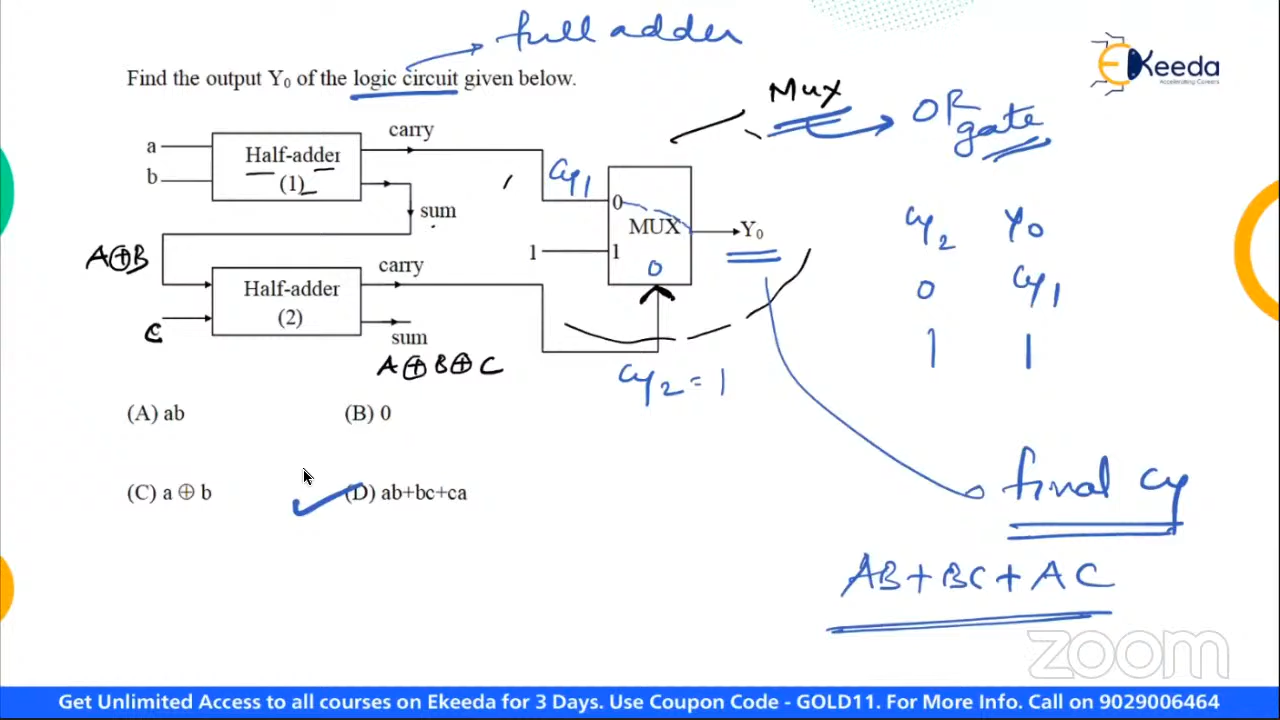 full adder
Ekeeda
Accelerating Careers
Find the output Y₀ of the logic circuit given below.
Mux
OR gate
a
b
Half-adder
(1)
carry
sum
Cy₁
0
MUX
Y₀
1
1
0
A⊕B
C
Half-adder
(2)
carry
sum
A⊕B⊕C
Cy₂ = 1
Cy₂ Y₀
0 Cy₁
1 1
(A) ab (B) 0
(C) a ⊕ b (D) ab+bc+ca
final Cy
AB+BC+AC
zoom
Get Unlimited Access to all courses on Ekeeda for 3 Days. Use Coupon Code - GOLD11. For More Info. Call on 9029006464